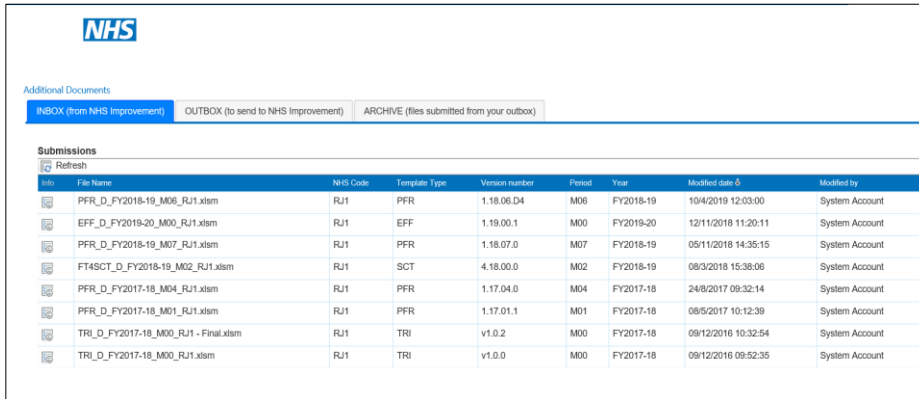 NHS
Additional Documents
INBOX (from NHS Improvement) OUTBOX (to send to NHS Improvement) ARCHIVE (files submitted from your outbox)
Submissions
Refresh
Info File Name NHS Code Template Type Version number Period Year Modified date Modified by
PFR_D_FY2018-19_M06_RJ1.xlsm RJ1 PFR 1.18.06.D4 M06 FY2018-19 10/4/2019 12:03:00 System Account
EFF_D_FY2019-20_M00_RJ1.xlsm RJ1 EFF 1.19.00.1 M00 FY2019-20 12/11/2018 11:20:11 System Account
PFR_D_FY2018-19_M07_RJ1.xlsm RJ1 PFR 1.18.07.0 M07 FY2018-19 05/11/2018 14:35:15 System Account
FT4SCT_D_FY2018-19_M02_RJ1.xlsm RJ1 SCT 4.18.00.0 M02 FY2018-19 08/3/2018 15:38:06 System Account
PFR_D_FY2017-18_M04_RJ1.xlsm RJ1 PFR 1.17.04.0 M04 FY2017-18 24/8/2017 09:32:14 System Account
PFR_D_FY2017-18_M01_RJ1.xlsm RJ1 PFR 1.17.01.1 M01 FY2017-18 08/5/2017 10:12:39 System Account
TRI_D_FY2017-18_M00_RJ1 - Final.xlsm RJ1 TRI v1.0.2 M00 FY2017-18 09/12/2016 10:32:54 System Account
TRI_D_FY2017-18_M00_RJ1.xlsm RJ1 TRI v1.0.0 M00 FY2017-18 09/12/2016 09:52:35 System Account